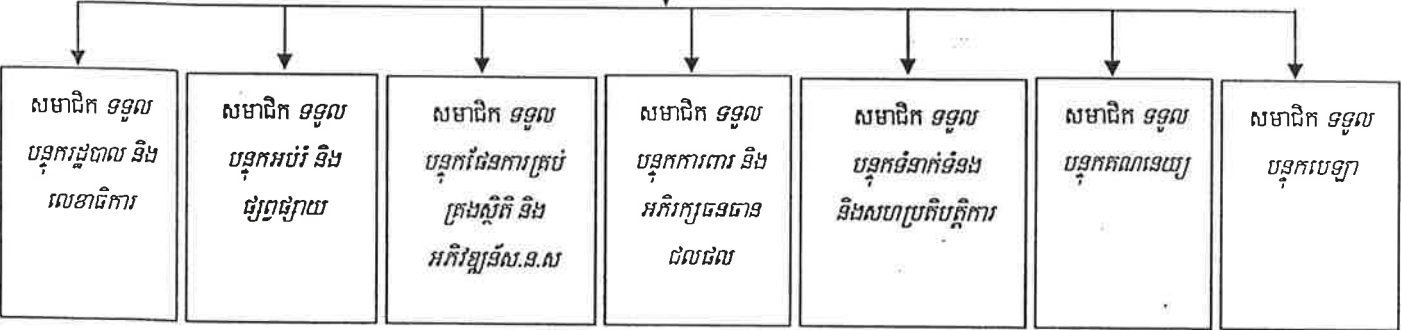 សមាជិក ទទួល
បន្ទុករដ្ឋបាល និង
លេខាធិការ
សមាជិក ទទួល
បន្ទុកអប់រំ និង
ផ្សព្វផ្សាយ
សមាជិក ទទួល
បន្ទុកផែនការគ្រប់
គ្រងស្ថិតិ និង
អភិវឌ្ឍន៍ស.ន.ស
សមាជិក ទទួល
បន្ទុកការពារ និង
អភិរក្សធនធាន
ជលផល
សមាជិក ទទួល
បន្ទុកទំនាក់ទំនង
និងសហប្រតិបត្តិការ
សមាជិក ទទួល
បន្ទុកគណនេយ្យ
សមាជិក ទទួល
បន្ទុកបេឡា